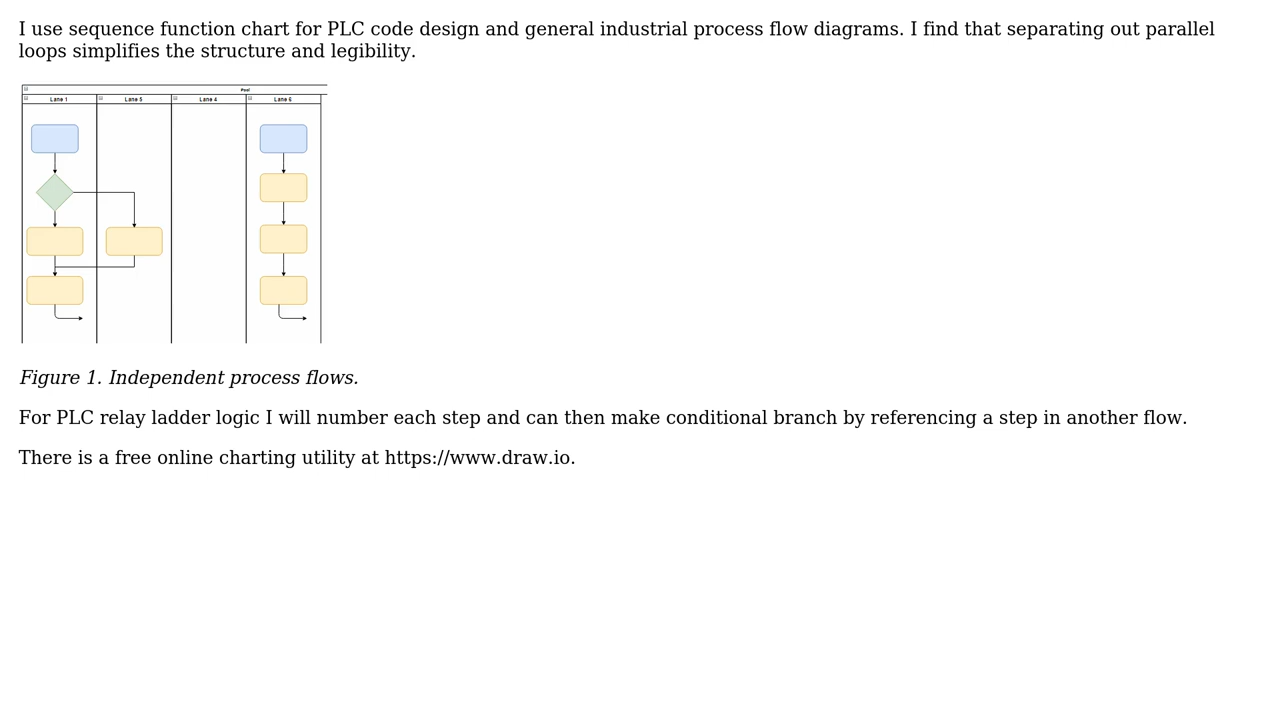 I use sequence function chart for PLC code design and general industrial process flow diagrams. I find that separating out parallel
loops simplifies the structure and legibility.
Pool
Lane 1
Lane 5
Lane 4
Lane 6
Figure 1. Independent process flows.
For PLC relay ladder logic I will number each step and can then make conditional branch by referencing a step in another flow.
There is a free online charting utility at https://www.draw.io.